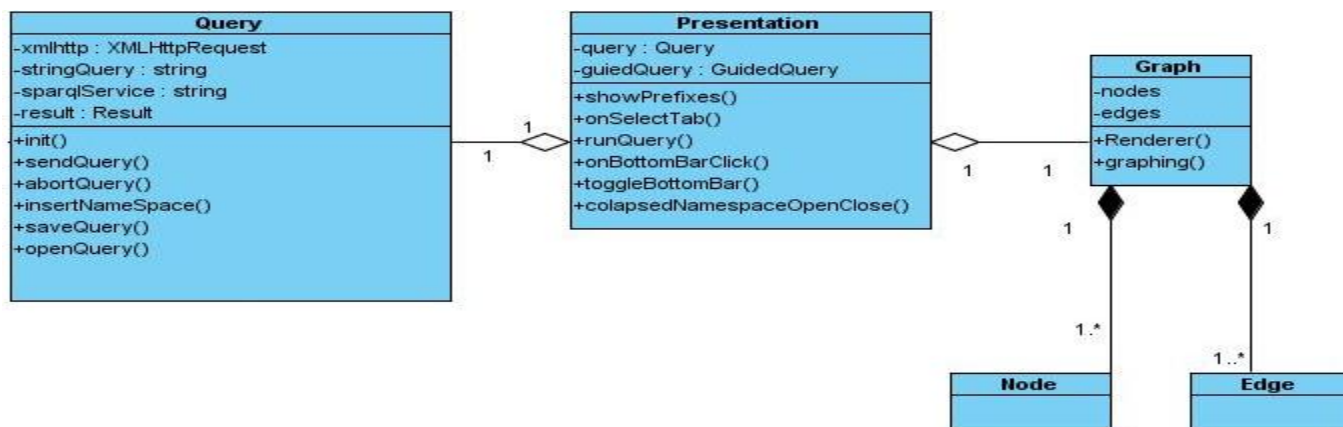 Query
-xmlhttp : XMLHttpRequest
-stringQuery : string
-sparqlService : string
-result : Result
+init()
+sendQuery()
+abortQuery()
+insertNameSpace()
+saveQuery()
+openQuery()
1
1
Presentation
-query : Query
-guiedQuery : GuidedQuery
+showPrefixes()
+onSelectTab()
+runQuery()
+onBottomBarClick()
+toggleBottomBar()
+colapsedNamespaceOpenClose()
1
1
Graph
-nodes
-edges
+Renderer()
+graphing()
1
1
1..*
1..*
Node
Edge